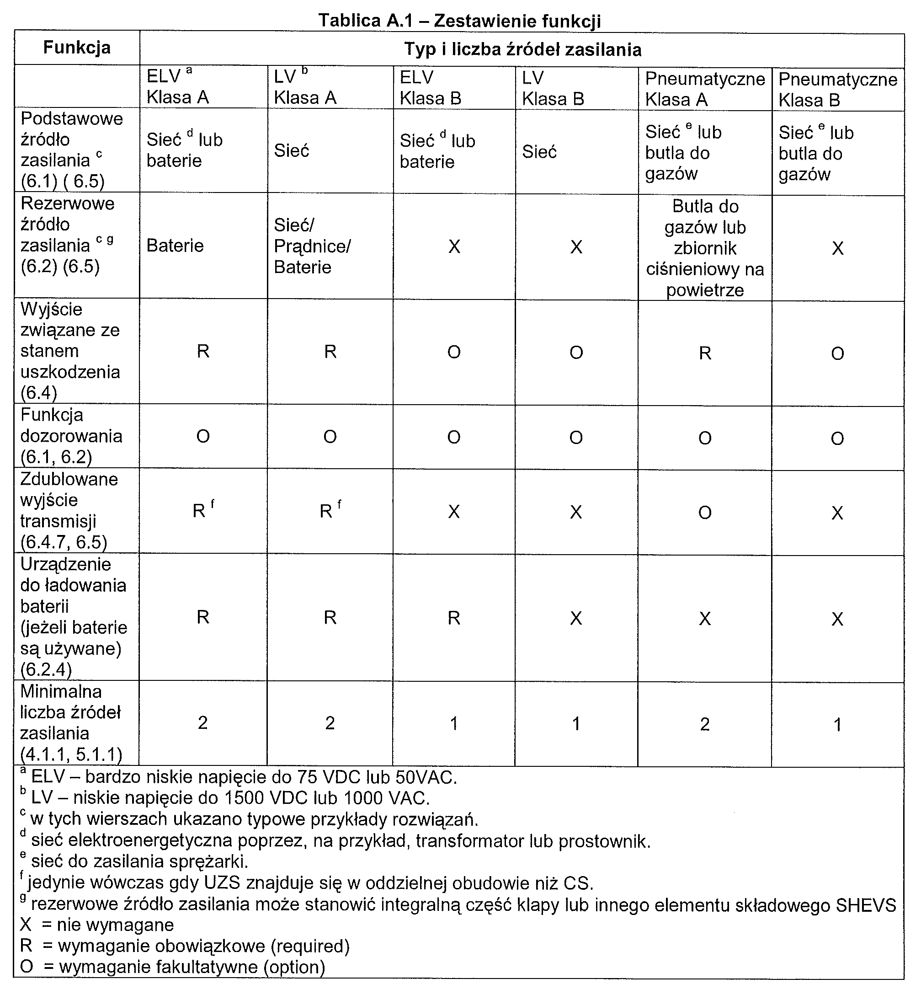 Tablica A.1 – Zestawienie funkcji
Funkcja
Typ i liczba źródeł zasilania
ELV a
Klasa A
LV b
Klasa A
ELV
Klasa B
LV
Klasa B
Pneumatyczne
Klasa A
Pneumatyczne
Klasa B
Podstawowe
źródło
zasilania c
(6.1) ( 6.5)
Sieć d lub
baterie
Sieć
Sieć d lub
baterie
Sieć
Sieć e lub
butla do
gazów
Sieć e lub
butla do
gazów
Rezerwowe
źródło
zasilania c g
(6.2) (6.5)
Baterie
Sieć/
Prądnice/
Baterie
X
X
Butla do
gazów lub
zbiornik
ciśnieniowy na
powietrze
X
Wyjście
związane ze
stanem
uszkodzenia
(6.4)
R
R
O
O
R
O
Funkcja
dozorowania
(6.1, 6.2)
O
O
O
O
O
O
Zdublowane
wyjście
transmisji
(6.4.7, 6.5)
R f
R f
X
X
O
X
Urządzenie
do ładowania
baterii
(jeżeli baterie
są używane)
(6.2.4)
R
R
R
X
X
X
Minimalna
liczba źródeł
zasilania
(4.1.1, 5.1.1)
2
2
1
1
2
1
a ELV – bardzo niskie napięcie do 75 VDC lub 50VAC.
b LV – niskie napięcie do 1500 VDC lub 1000 VAC.
c w tych wierszach ukazano typowe przykłady rozwiązań.
d sieć elektroenergetyczna poprzez, na przykład, transformator lub prostownik.
e sieć do zasilania sprężarki.
f jedynie wówczas gdy UZS znajduje się w oddzielnej obudowie niż CS.
g rezerwowe źródło zasilania może stanowić integralną część klapy lub innego elementu składowego SHEVS
X = nie wymagane
R = wymaganie obowiązkowe (required)
O = wymaganie fakultatywne (option)